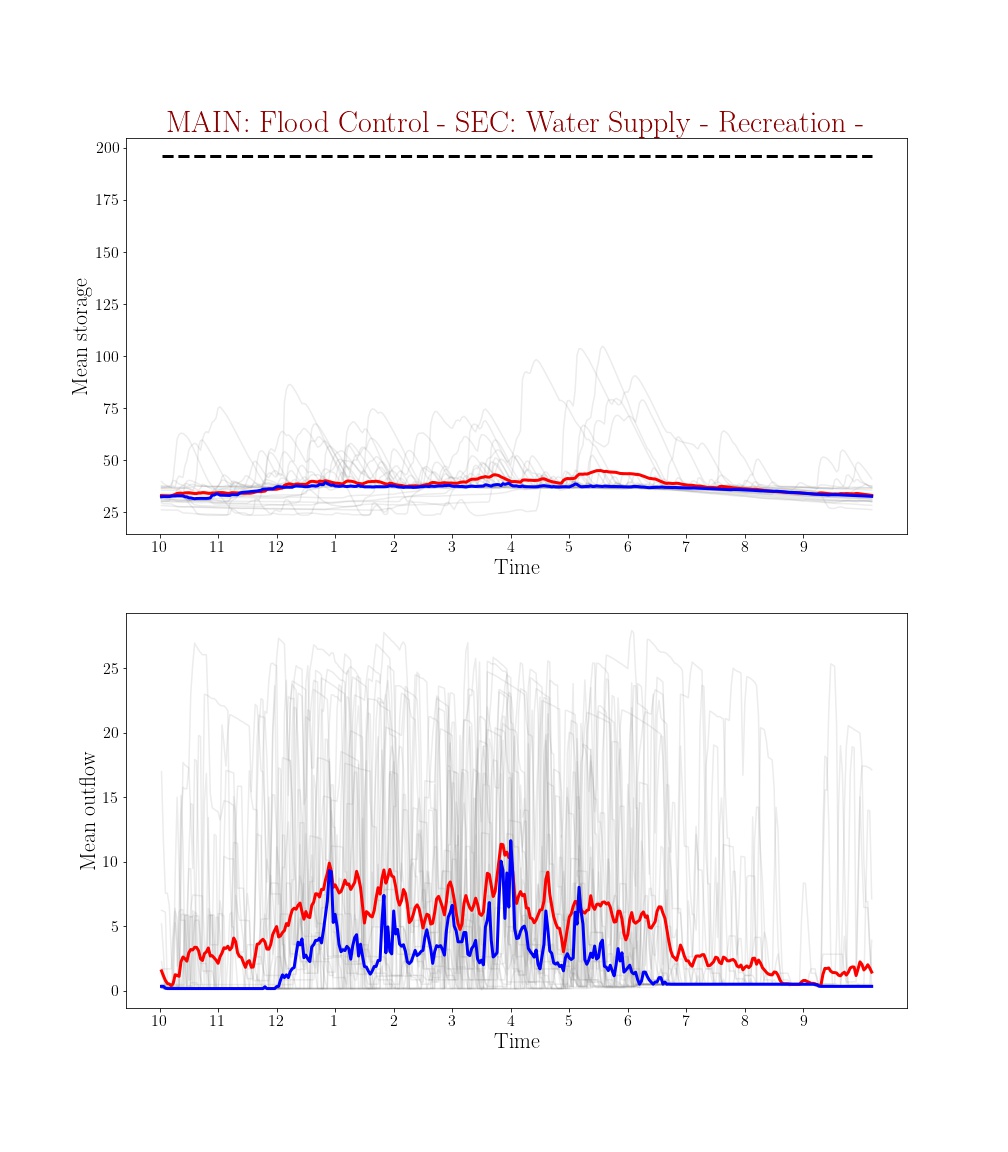 MAIN: Flood Control - SEC: Water Supply - Recreation -
200
175
150
125
100
75
50
25
Mean storage
10 11 12 1 2 3 4 5 6 7 8 9
Time
25
20
15
10
5
0
Mean outflow
10 11 12 1 2 3 4 5 6 7 8 9
Time